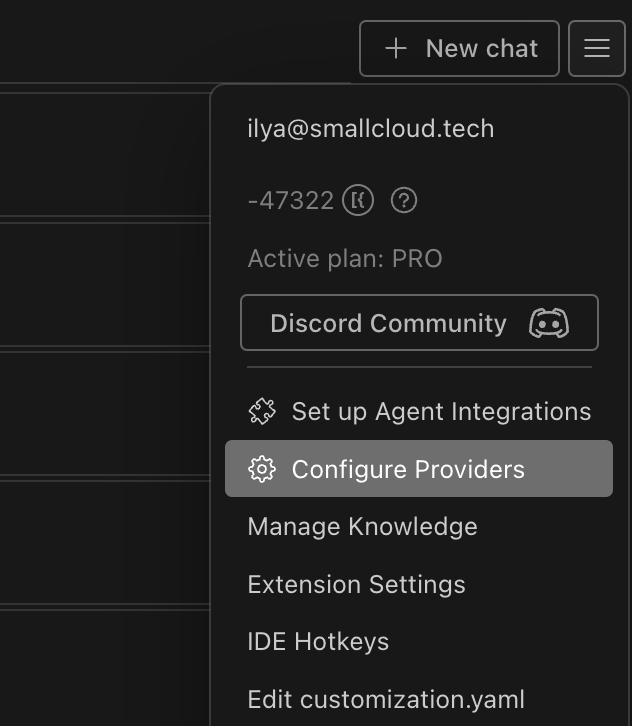 + New chat
ilya@smallcloud.tech
-47322
Active plan: PRO
Discord Community
Set up Agent Integrations
Configure Providers
Manage Knowledge
Extension Settings
IDE Hotkeys
Edit customization.yaml